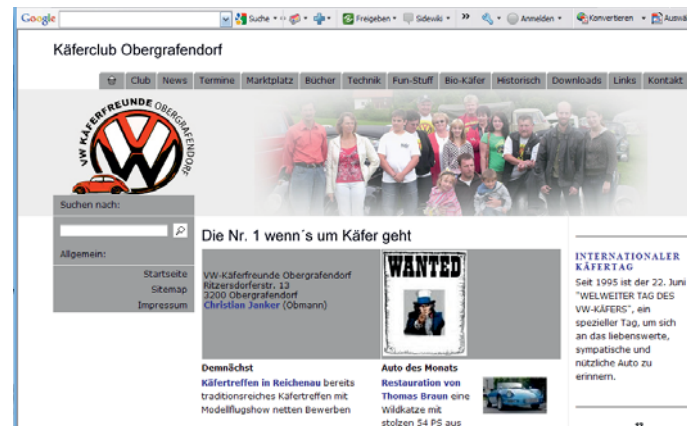 Google
Suche
Freigeben
Sidewiki
Anmelden
Konvertieren
Auswä
Käferclub Obergrafendorf
Club News Termine Marktplatz Bücher Technik Fun-Stuff Bio-Käfer Historisch Downloads Links Kontakt
VW KÄFERFREUNDE OBERGRAFENDORF
Suchen nach:
Allgemein:
Startseite
Sitemap
Impressum
Die Nr. 1 wenn´s um Käfer geht
VW-Käferfreunde Obergrafendorf
Ritzersdorferstr. 13
3200 Obergrafendorf
Christian Janker (Obmann)
WANTED
Demnächst
Käfertreffen in Reichenau bereits
traditionsreiches Käfertreffen mit
Modellflugshow netten Bewerben
Auto des Monats
Restauration von
Thomas Braun eine
Wildkatze mit
stolzen 54 PS aus
INTERNATIONALER
KÄFERTAG
Seit 1995 ist der 22. Juni
"WELWEITER TAG DES
VW-KÄFERS", ein
spezieller Tag, um sich
an das liebenswerte,
sympatische und
nützliche Auto zu
erinnern.